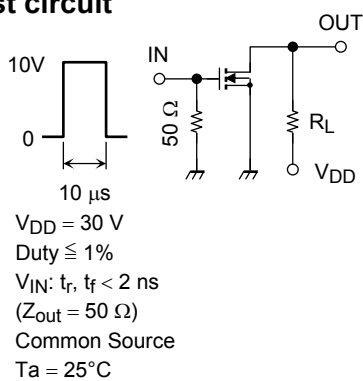 st circuit
OUT
IN
10V
50 Ω
RL
0
VDD
10 μs
VDD = 30 V
Duty ≦ 1%
VIN: tr, tf < 2 ns
(Zout = 50 Ω)
Common Source
Ta = 25°C